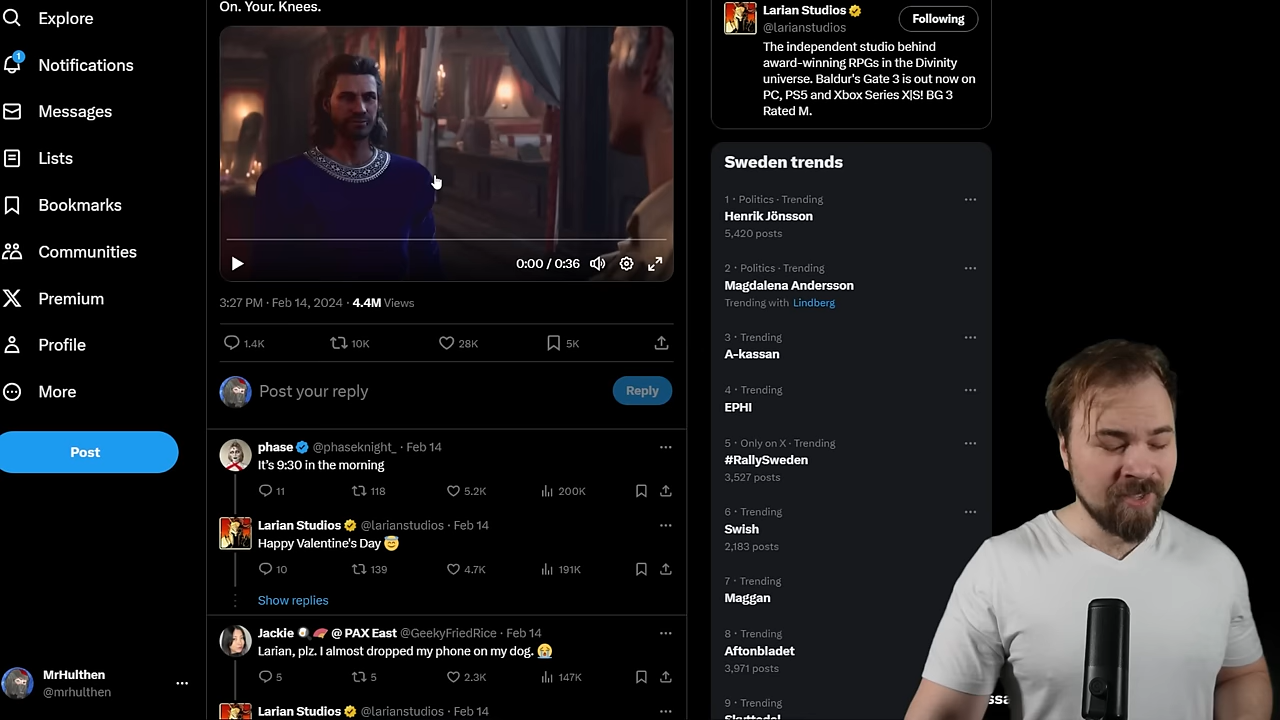 Explore
1
Notifications
Messages
Lists
Bookmarks
Communities
Premium
Profile
More
Post
MrHulthen
@mrhulthen
On. Your. Knees.
0:00 / 0:36
3:27 PM · Feb 14, 2024 · 4.4M Views
1.4K 10K 28K 5K
Post your reply
Reply
phase @phaseknight_ · Feb 14
It's 9:30 in the morning
11 118 5.2K 200K
Larian Studios @larianstudios · Feb 14
Happy Valentine's Day 😇
10 139 4.7K 191K
Show replies
Jackie 🍳 🪭 @ PAX East @GeekyFriedRice · Feb 14
Larian, plz. I almost dropped my phone on my dog. 😭
5 5 2.3K 147K
Larian Studios @larianstudios · Feb 14
Larian Studios
@larianstudios
Following
The independent studio behind
award-winning RPGs in the Divinity
universe. Baldur's Gate 3 is out now on
PC, PS5 and Xbox Series X|S! BG 3
Rated M.
Sweden trends
1 · Politics · Trending
Henrik Jönsson
5,420 posts
2 · Politics · Trending
Magdalena Andersson
Trending with Lindberg
3 · Trending
A-kassan
4 · Trending
EPHI
5 · Only on X · Trending
#RallySweden
3,527 posts
6 · Trending
Swish
2,183 posts
7 · Trending
Maggan
8 · Trending
Aftonbladet
3,971 posts
9 · Trending